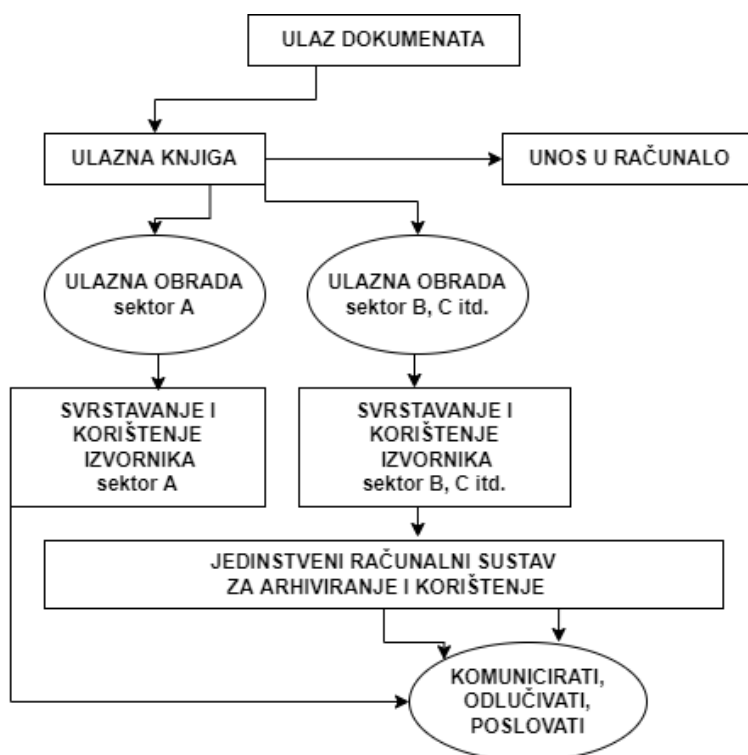 ULAZ DOKUMENATA
ULAZNA KNJIGA
UNOS U RAČUNALO
ULAZNA OBRADA
sektor A
ULAZNA OBRADA
sektor B, C itd.
SVRSTAVANJE I
KORIŠTENJE
IZVORNIKA
sektor A
SVRSTAVANJE I
KORIŠTENJE
IZVORNIKA
sektor B, C itd.
JEDINSTVENI RAČUNALNI SUSTAV
ZA ARHIVIRANJE I KORIŠTENJE
KOMUNICIRATI,
ODLUČIVATI,
POSLOVATI